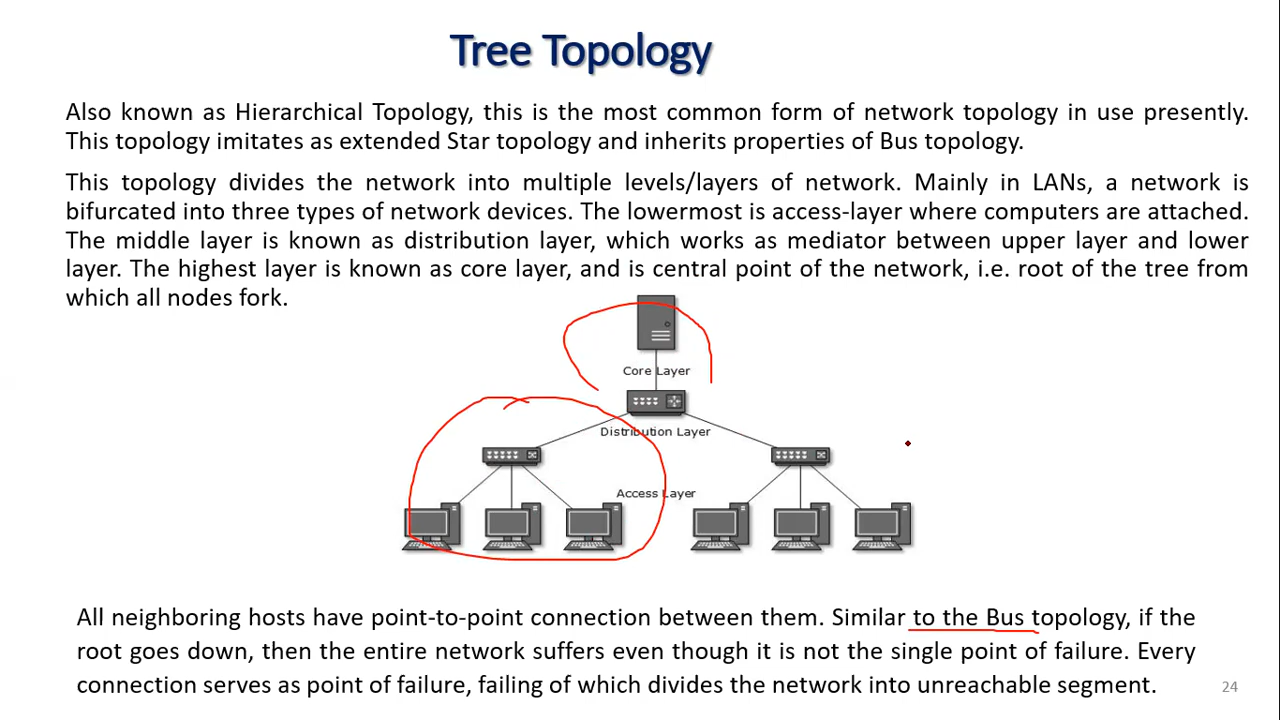 Tree Topology
Also known as Hierarchical Topology, this is the most common form of network topology in use presently.
This topology imitates as extended Star topology and inherits properties of Bus topology.
This topology divides the network into multiple levels/layers of network. Mainly in LANs, a network is
bifurcated into three types of network devices. The lowermost is access-layer where computers are attached.
The middle layer is known as distribution layer, which works as mediator between upper layer and lower
layer. The highest layer is known as core layer, and is central point of the network, i.e. root of the tree from
which all nodes fork.
Core Layer
Distribution Layer
Access Layer
All neighboring hosts have point-to-point connection between them. Similar to the Bus topology, if the
root goes down, then the entire network suffers even though it is not the single point of failure. Every
connection serves as point of failure, failing of which divides the network into unreachable segment.
24